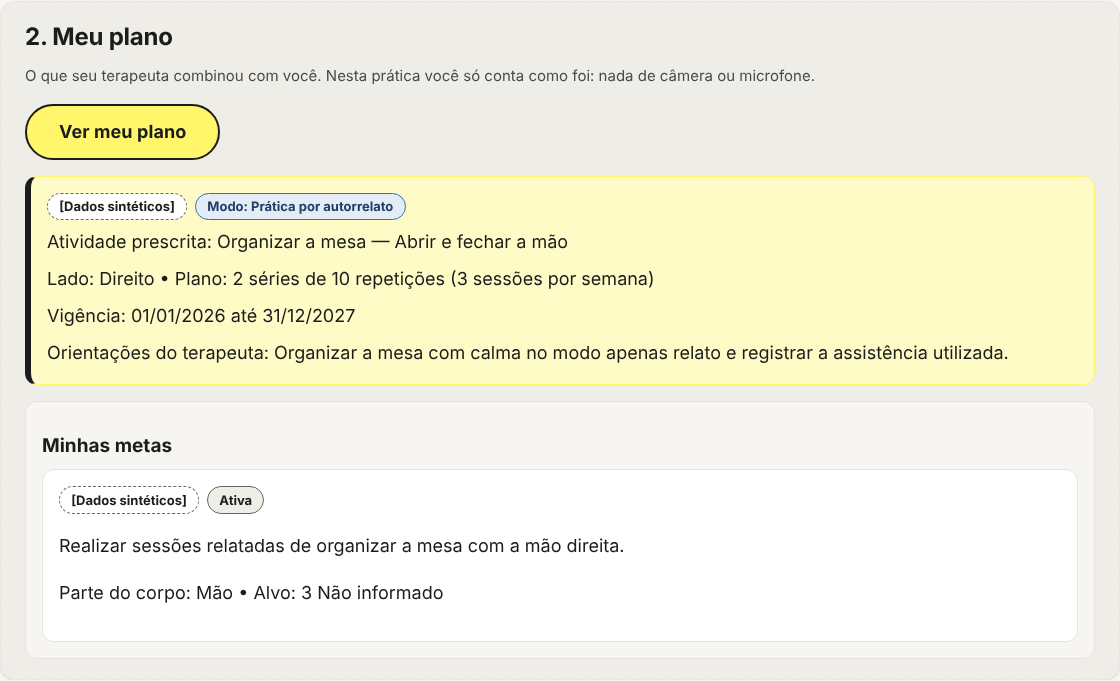 2. Meu plano
O que seu terapeuta combinou com você. Nesta prática você só conta como foi: nada de câmera ou microfone.
Ver meu plano
[Dados sintéticos] Modo: Prática por autorrelato
Atividade prescrita: Organizar a mesa — Abrir e fechar a mão
Lado: Direito • Plano: 2 séries de 10 repetições (3 sessões por semana)
Vigência: 01/01/2026 até 31/12/2027
Orientações do terapeuta: Organizar a mesa com calma no modo apenas relato e registrar a assistência utilizada.
Minhas metas
[Dados sintéticos] Ativa
Realizar sessões relatadas de organizar a mesa com a mão direita.
Parte do corpo: Mão • Alvo: 3 Não informado